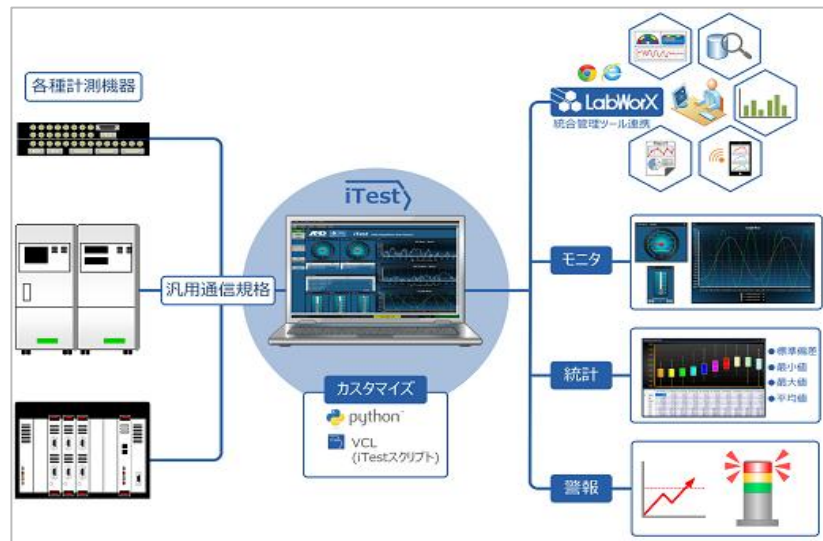 各種計測機器
汎用通信規格
iTest
AND
iTest
カスタマイズ
python
VCL
(iTestスクリプト)
LabWorX
統合管理ツール連携
モニタ
統計
● 標準偏差
● 最小値
● 最大値
● 平均値
警報